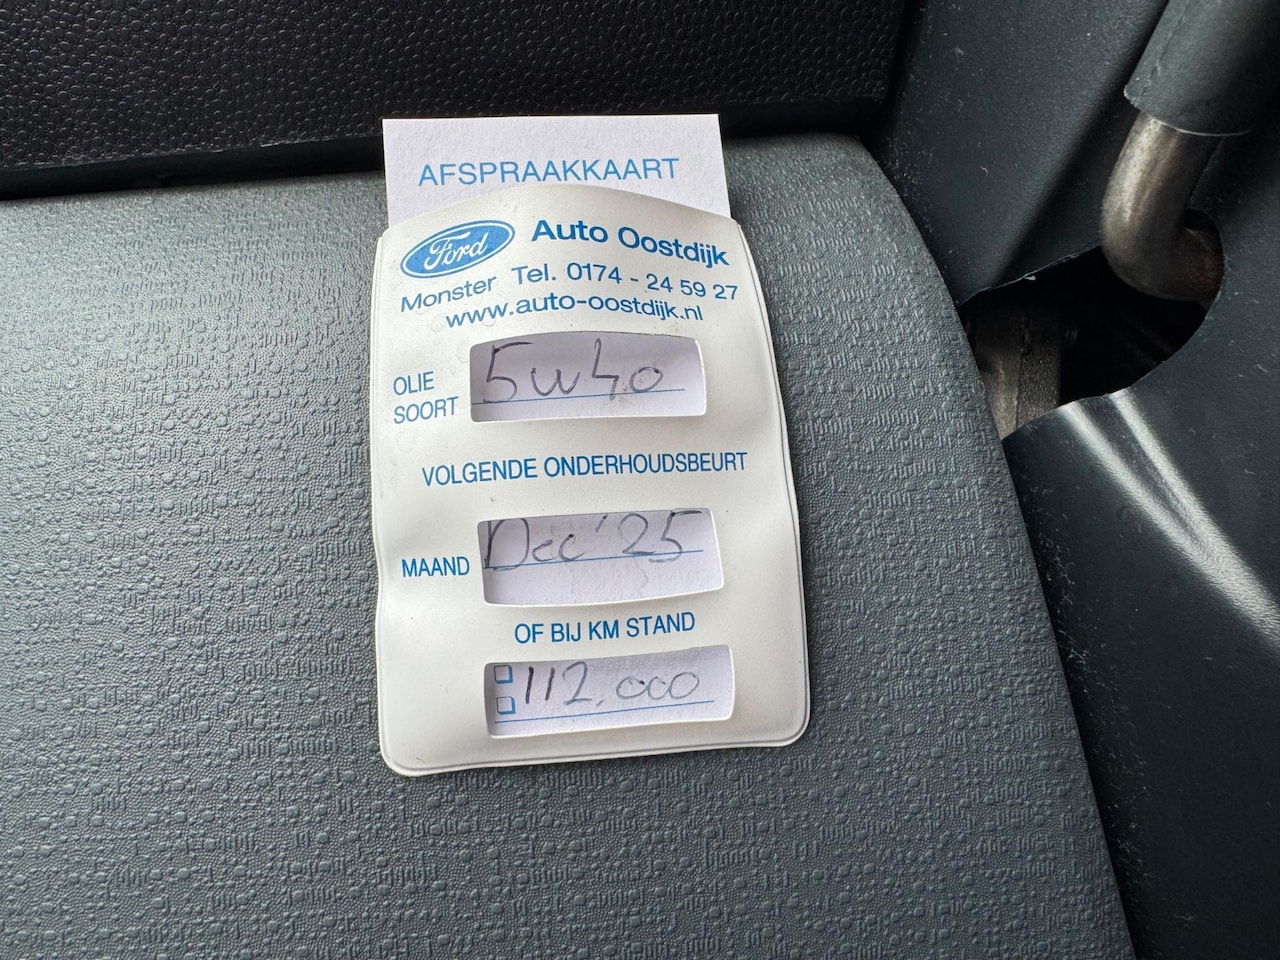 AFSPRAAKKAART
Ford Auto Oostdijk
Monster Tel. 0174 - 24 59 27
www.auto-oostdijk.nl
OLIE
SOORT
5w40
VOLGENDE ONDERHOUDSBEURT
MAAND Dec '25
OF BIJ KM STAND
112.000